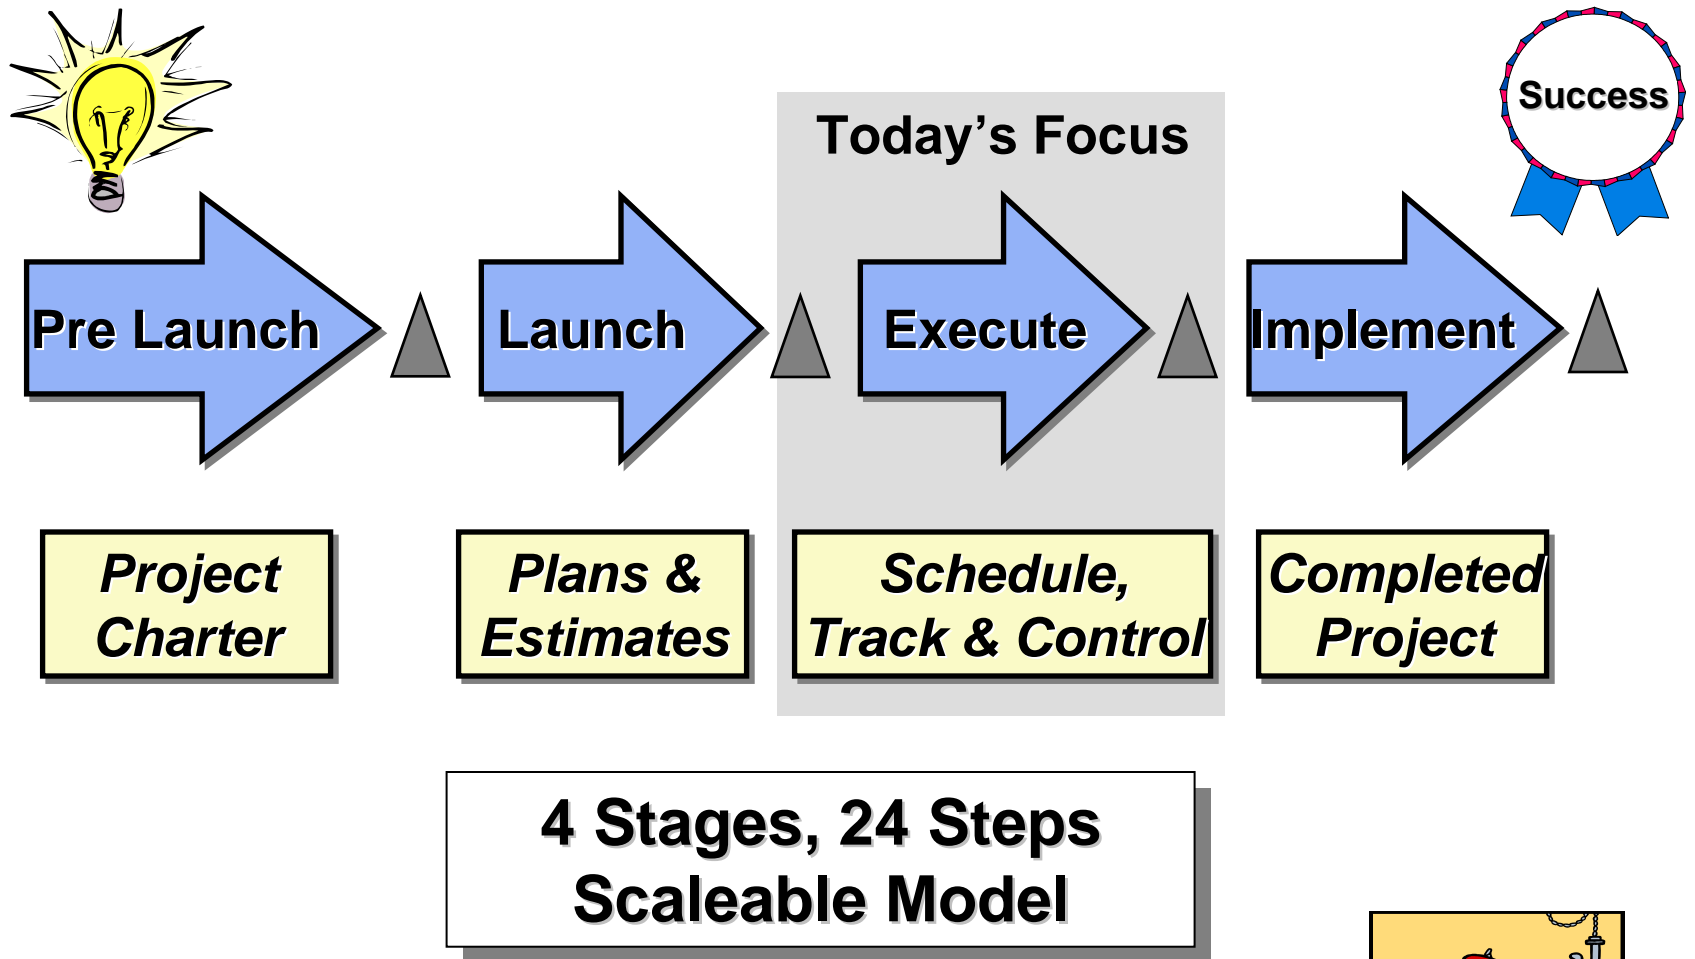 Success
Today’s Focus
Pre Launch
Launch
Execute
Implement
Project
Charter
Plans &
Estimates
Schedule,
Track & Control
Completed
Project
4 Stages, 24 Steps
Scaleable Model